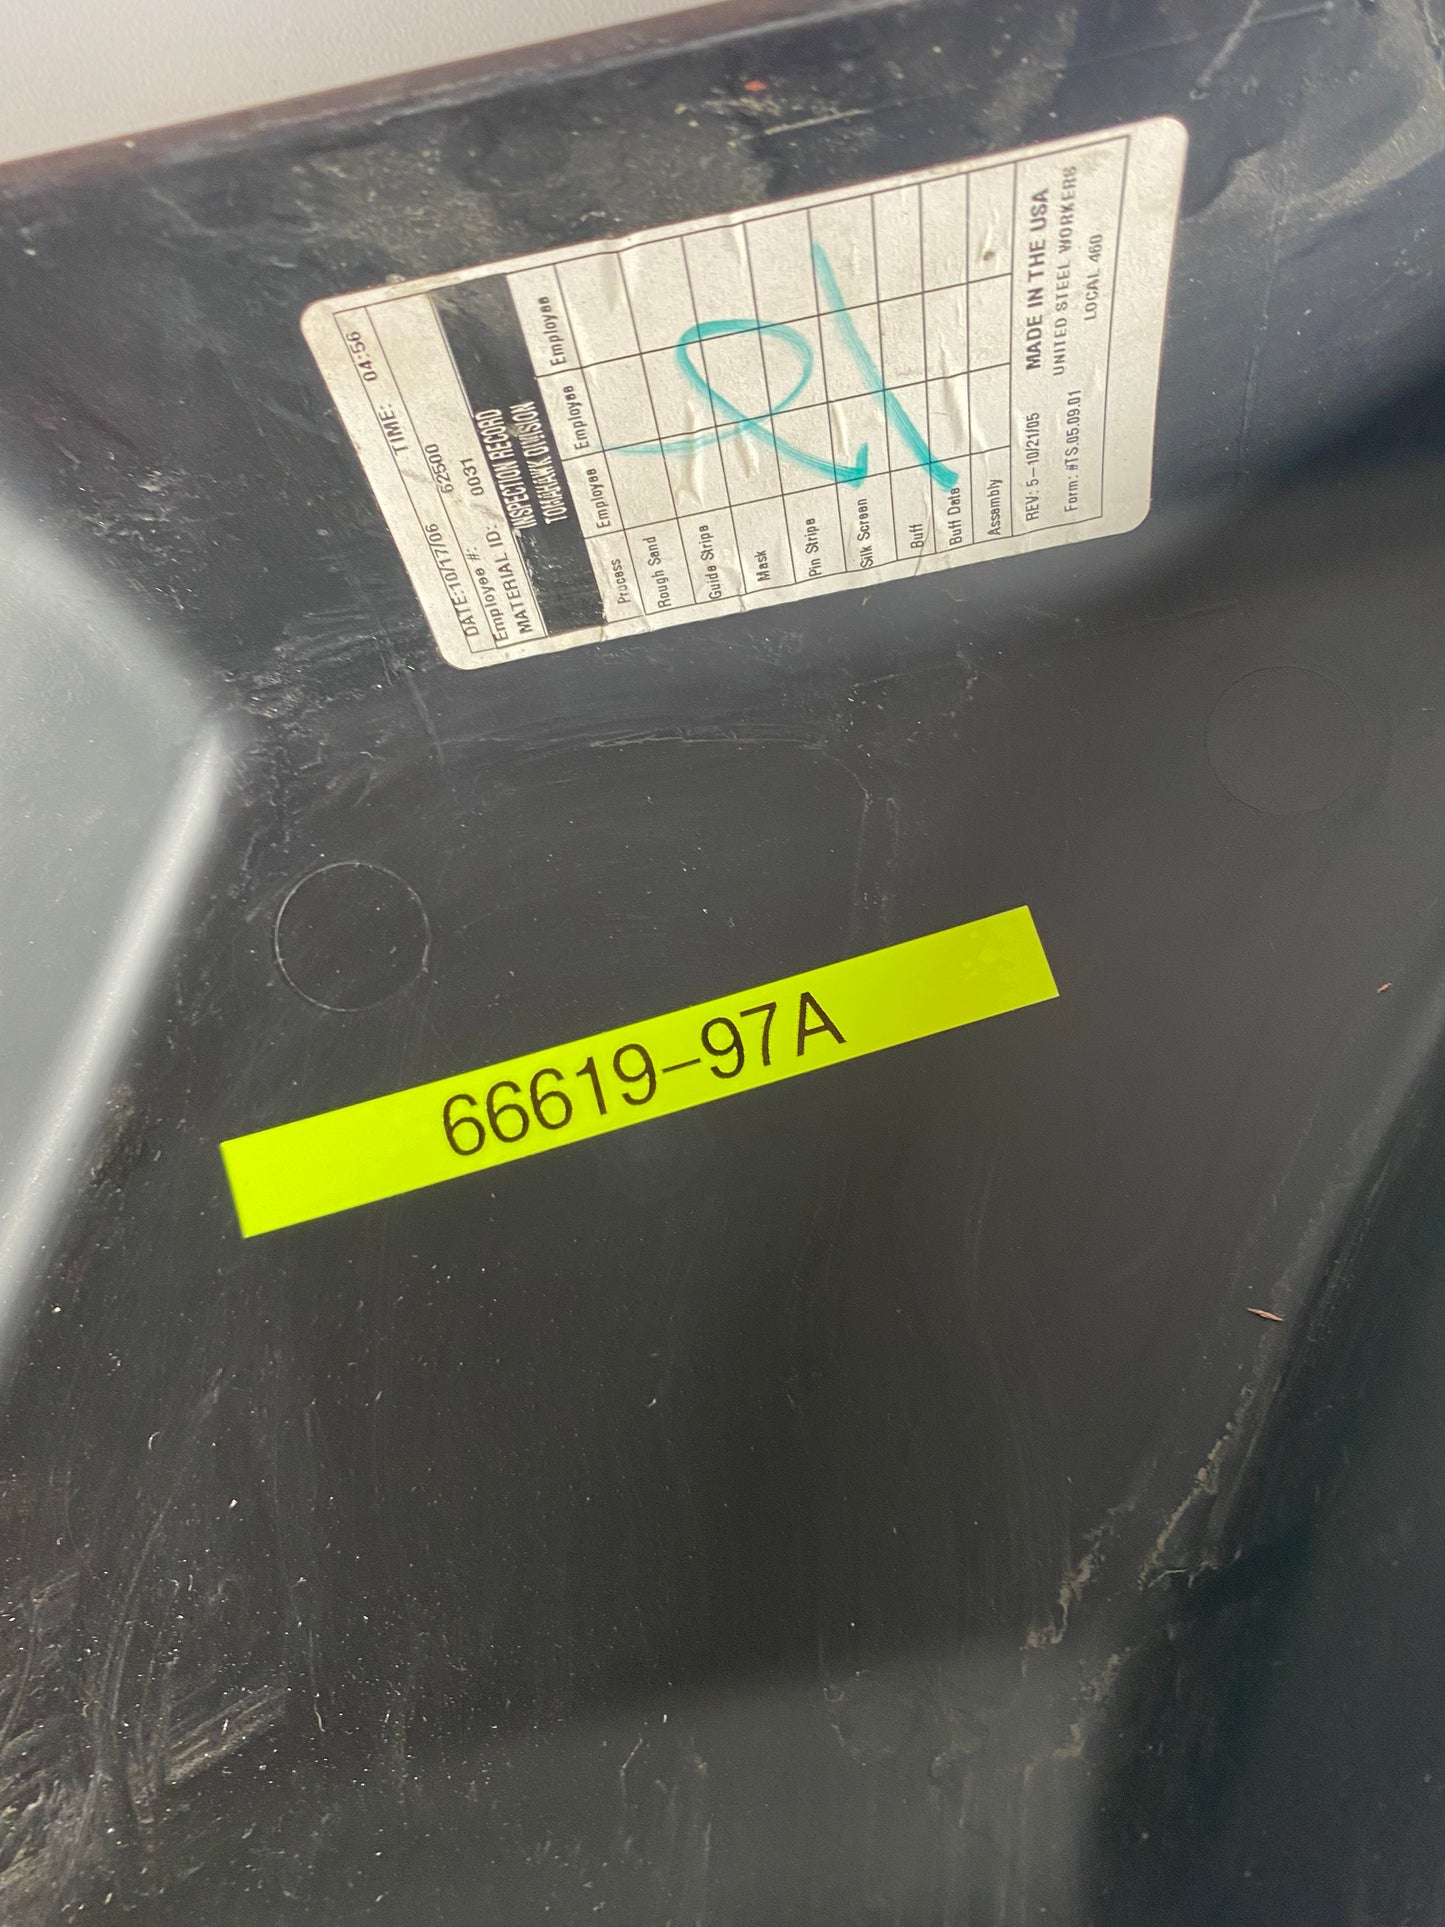 DATE:10/17/06 TIME: 04:56
Employee #: 62500
MATERIAL ID: 0031
INSPECTION RECORD
TOMAHAWK DIVISION
Process Employee Employee Employee
Rough Sand
Guide Stripe
Mask
Pin Stripe
Silk Screen
Buff
Buff Date
Assembly
REV: 5-10/21/05 MADE IN THE USA
Form: #TS.05.09.01 UNITED STEEL WORKERS
LOCAL 460
66619-97A